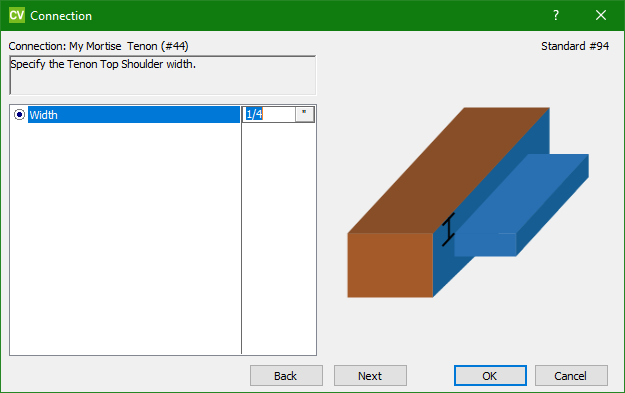 CV Connection
Connection: My Mortise  Tenon (#44)
Standard #94
Specify the Tenon Top Shoulder width.
Width 1/4 "
Back Next OK Cancel